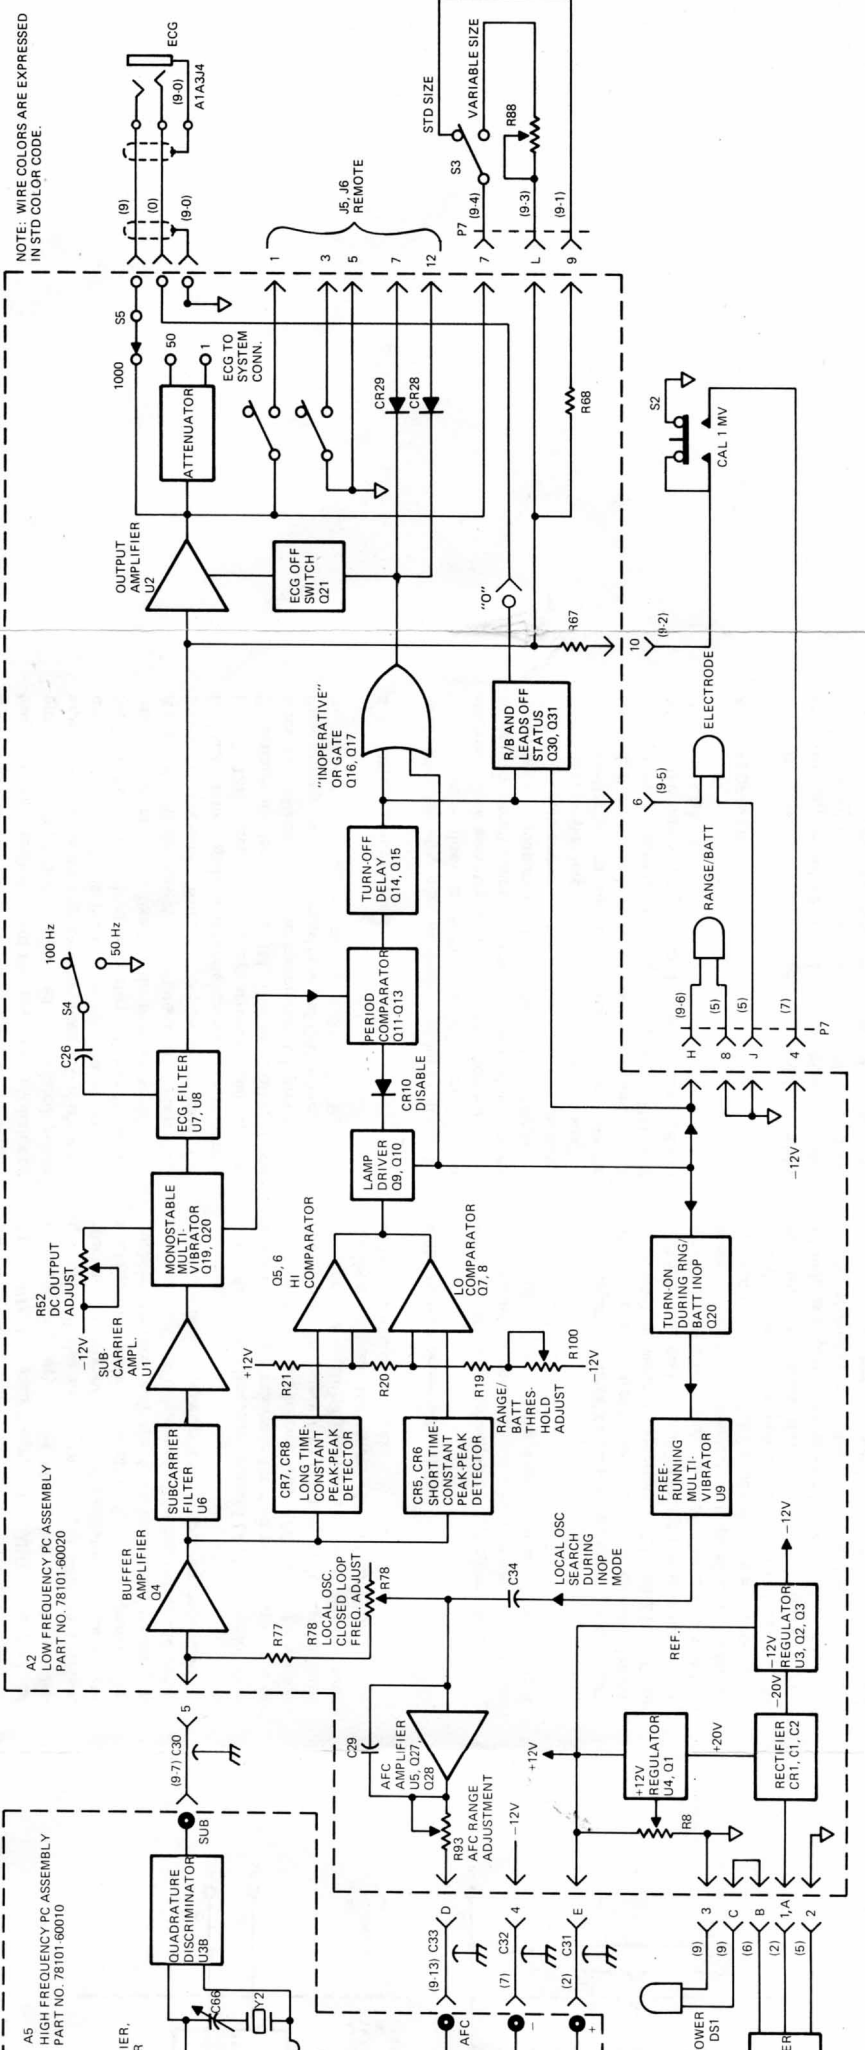 NOTE: WIRE COLORS ARE EXPRESSED
IN STD COLOR CODE.
ECG
(9-0)
A1A3J4
(9)
(0)
(9-0)
STD SIZE
VARIABLE SIZE
S3
R88
(9-4)
(9-3)
(9-1)
P7
J5, J6
REMOTE
1
3
5
7
12
7
L
9
S5
1000
50
1
ATTENUATOR
ECG TO
SYSTEM
CONN.
CR29
CR28
R68
S2
CAL 1 MV
OUTPUT
AMPLIFIER
U2
ECG OFF
SWITCH
Q21
"O"
R67
10
(9-2)
"INOPERATIVE"
OR GATE
Q16, Q17
R/B AND
LEADS OFF
STATUS
Q30, Q31
6
(9-5)
ELECTRODE
RANGE/BATT
TURN-OFF
DELAY
Q14, Q15
100 Hz
50 Hz
S4
C26
PERIOD
COMPARATOR
Q11-Q13
CR10
DISABLE
H
8
J
4
(9-6)
(5)
(5)
(7)
P7
-12V
ECG FILTER
U7, U8
LAMP
DRIVER
Q9, Q10
MONOSTABLE
MULTI-
VIBRATOR
Q19, Q20
R52
DC OUTPUT
ADJUST
-12V
SUB-
CARRIER
AMPL.
U1
Q5, 6
HI
COMPARATOR
LO
COMPARATOR
Q7, 8
+12V
R21
R20
R19
R100
-12V
RANGE/
BATT
THRES-
HOLD
ADJUST
TURN-ON
DURING RNG/
BATT INOP
Q20
SUBCARRIER
FILTER
U6
CR7, CR8
LONG TIME-
CONSTANT
PEAK-PEAK
DETECTOR
CR5, CR6
SHORT TIME-
CONSTANT
PEAK-PEAK
DETECTOR
FREE-
RUNNING
MULTI-
VIBRATOR
U9
A2
LOW FREQUENCY PC ASSEMBLY
PART NO. 78101-60020
BUFFER
AMPLIFIER
Q4
R77
R78
LOCAL OSC.
CLOSED LOOP
FREQ. ADJUST
R78
C34
LOCAL OSC
SEARCH
DURING
INOP
MODE
C29
AFC
AMPLIFIER
U5, Q27,
Q28
R93
AFC RANGE
ADJUSTMENT
-12V
+12V
REF.
-12V
REGULATOR
U3, Q2, Q3
-12V
-20V
+12V
REGULATOR
U4, Q1
+20V
RECTIFIER
CR1, C1, C2
R8
5
(9-7) C30
D
4
E
3
C
B
1,A
2
(9-13) C33
(7) C32
(2) C31
(9)
(9)
(6)
(2)
(5)
A5
HIGH FREQUENCY PC ASSEMBLY
PART NO. 78101-60010
SUB
QUADRATURE
DISCRIMINATOR
U3B
C66
Y2
AFC
-
+
OWER
DS1
IER,
R
ER